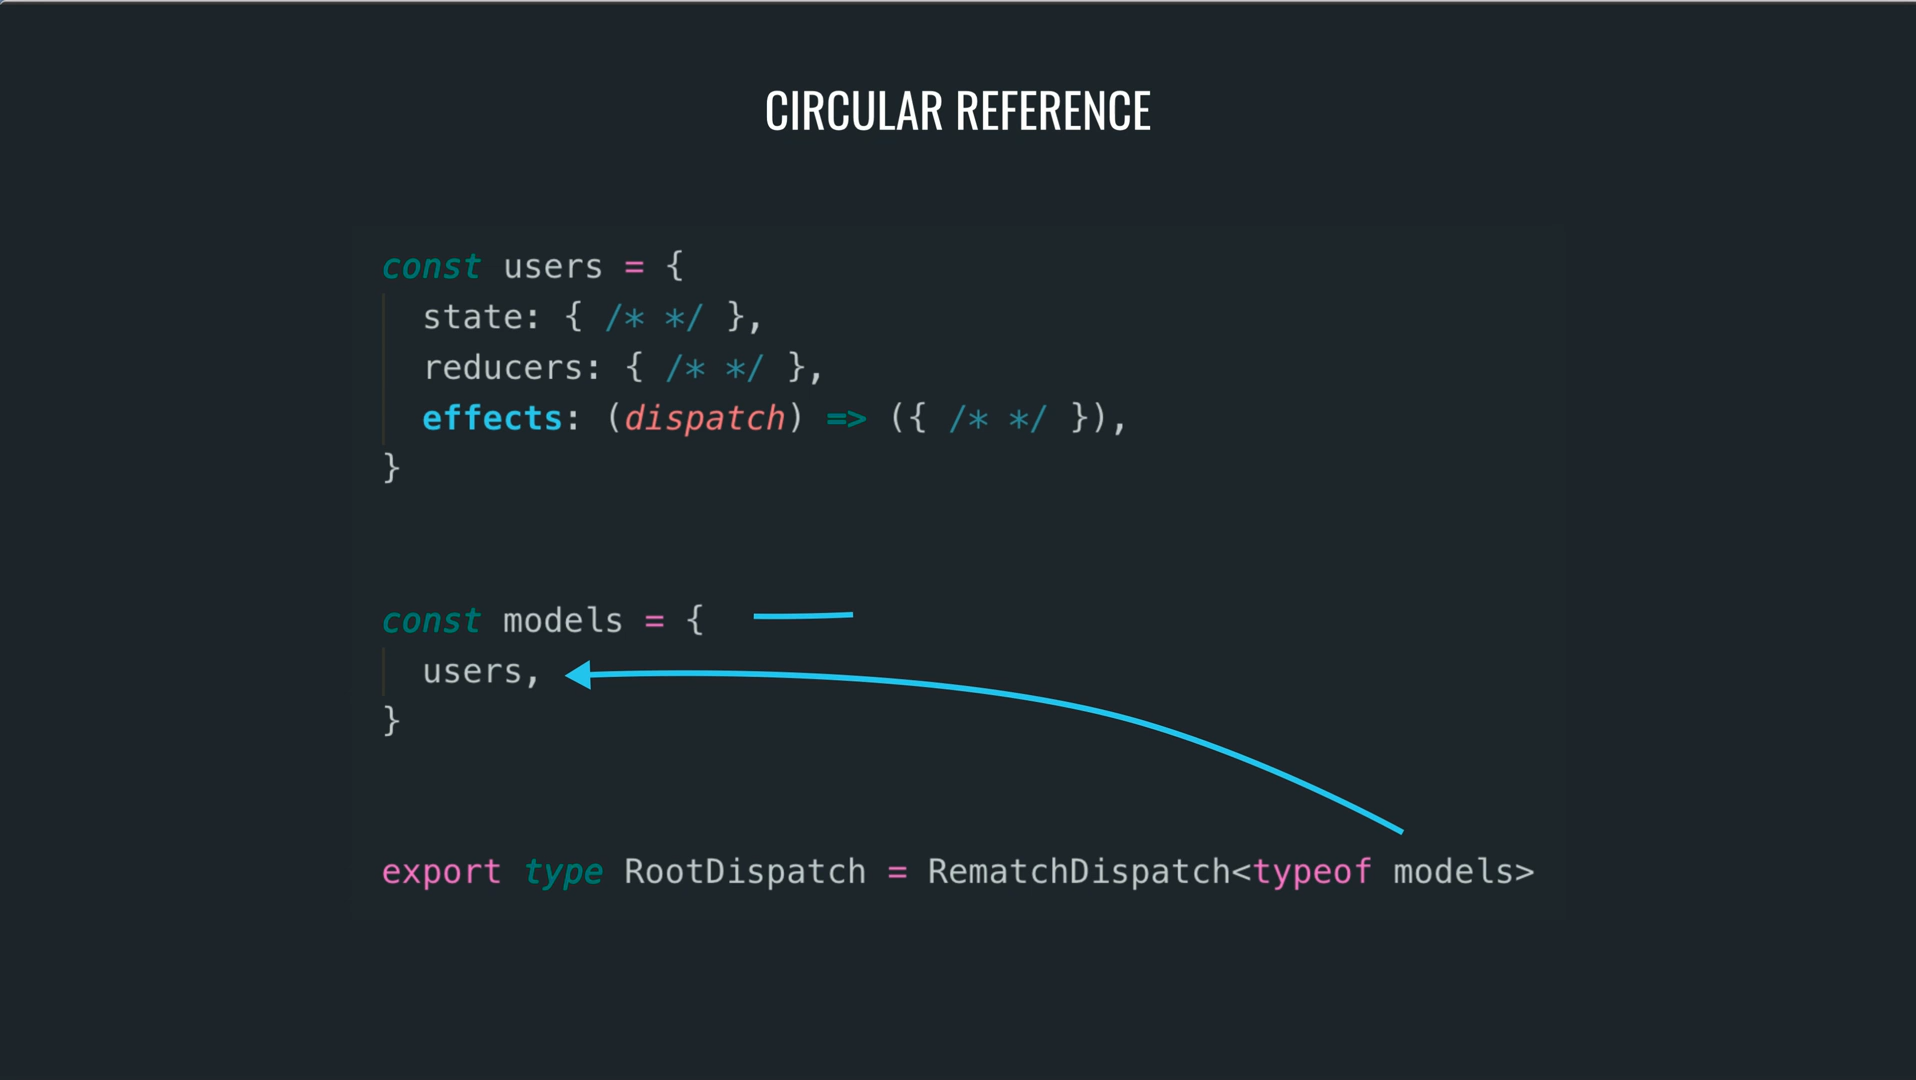 CIRCULAR REFERENCE
const users = {
state: { /* */ },
reducers: { /* */ },
effects: (dispatch) => ({ /* */ }),
}
const models = {
users,
}
export type RootDispatch = RematchDispatch<typeof models>